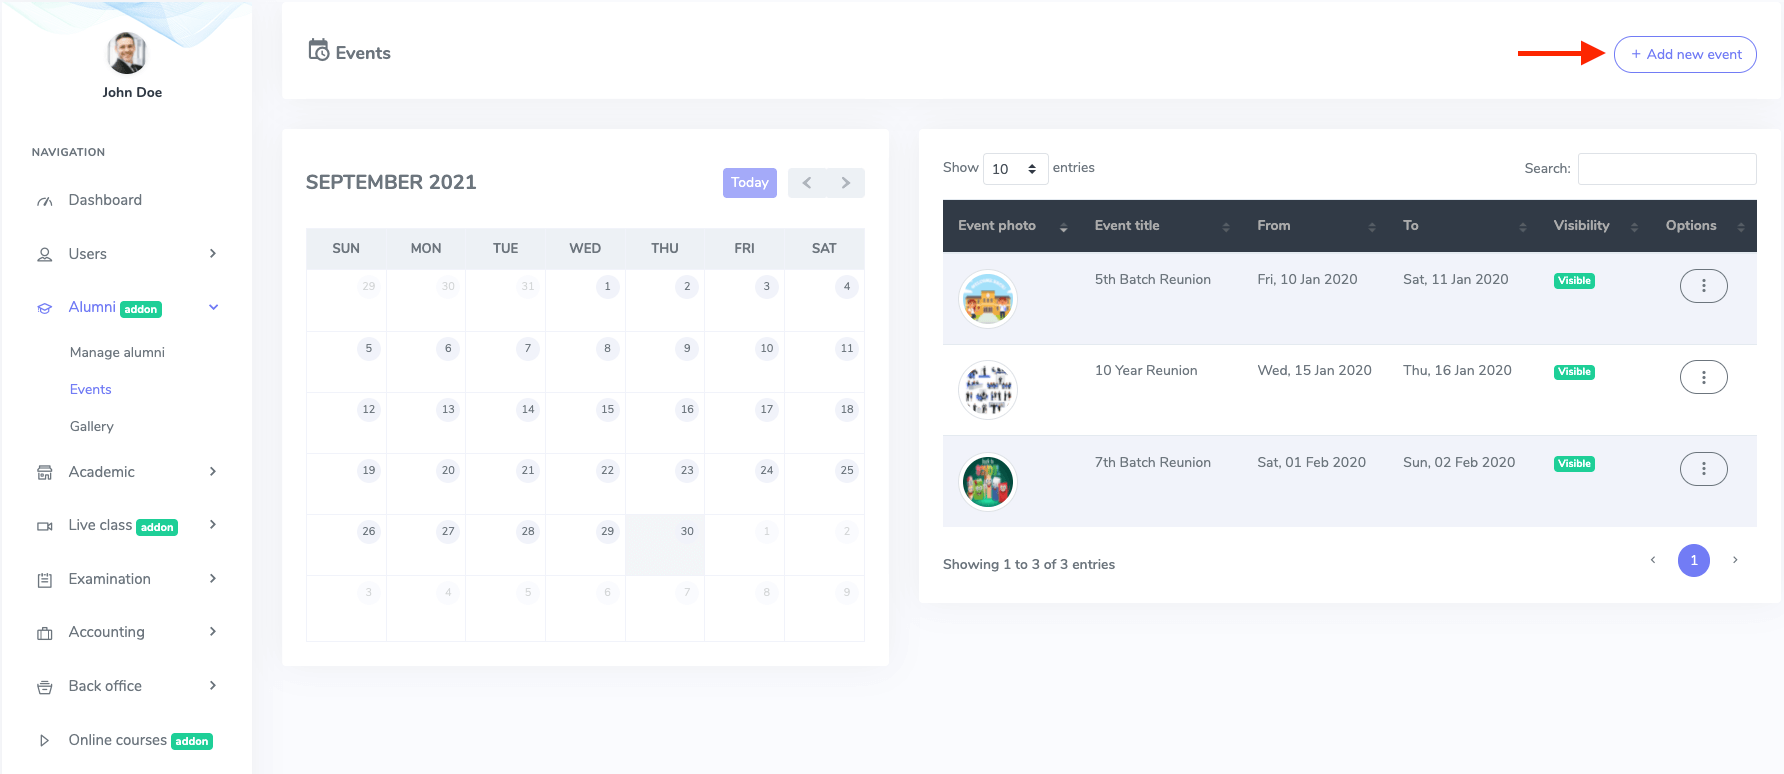 John Doe
NAVIGATION
Dashboard
Users
Alumni addon
Manage alumni
Events
Gallery
Academic
Live class addon
Examination
Accounting
Back office
Online courses addon
Events
+ Add new event
SEPTEMBER 2021
Today
SUN MON TUE WED THU FRI SAT
29 30 31 1 2 3 4
5 6 7 8 9 10 11
12 13 14 15 16 17 18
19 20 21 22 23 24 25
26 27 28 29 30 1 2
3 4 5 6 7 8 9
Show 10 entries
Search:
Event photo Event title From To Visibility Options
5th Batch Reunion Fri, 10 Jan 2020 Sat, 11 Jan 2020 Visible
10 Year Reunion Wed, 15 Jan 2020 Thu, 16 Jan 2020 Visible
7th Batch Reunion Sat, 01 Feb 2020 Sun, 02 Feb 2020 Visible
Showing 1 to 3 of 3 entries
1